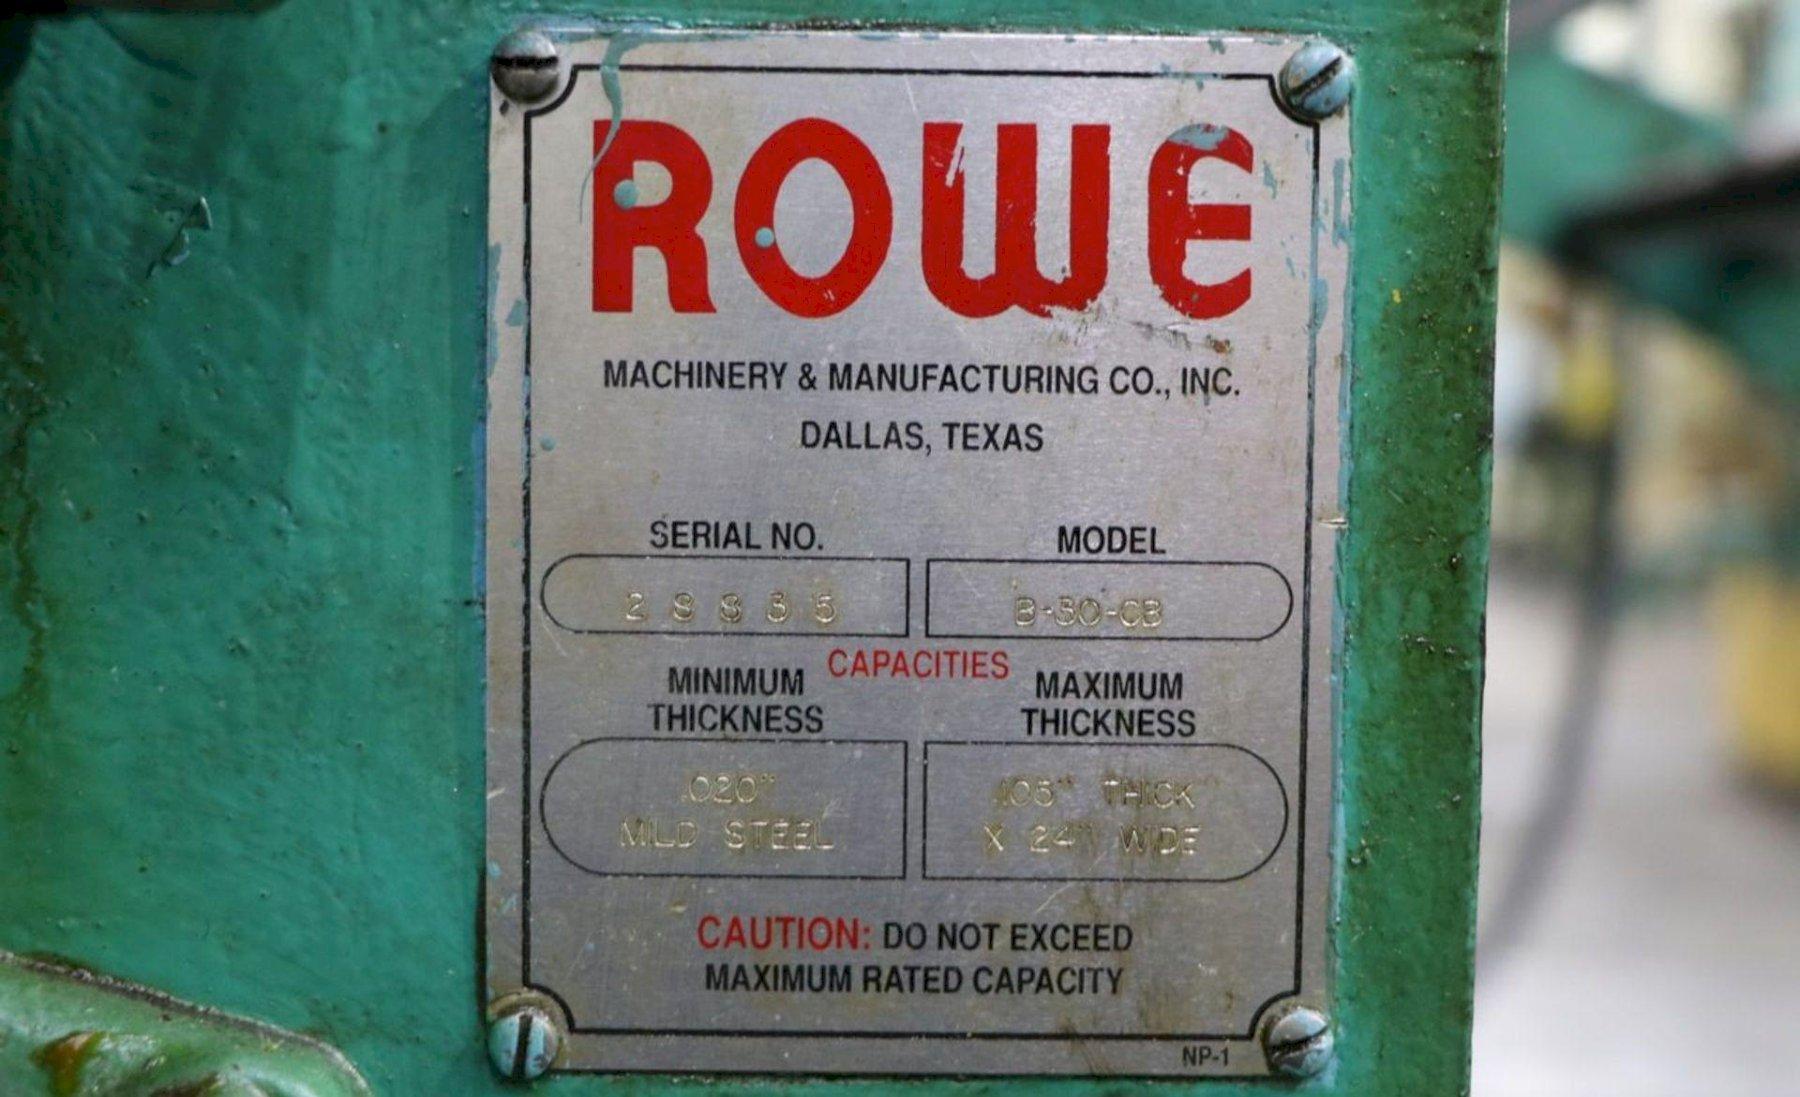 ROWE
MACHINERY & MANUFACTURING CO., INC.
DALLAS, TEXAS
SERIAL NO. MODEL
28835 B-30-CB
CAPACITIES
MINIMUM THICKNESS
MAXIMUM THICKNESS
.020"
MILD STEEL
.105" THICK
X 24" WIDE
CAUTION: DO NOT EXCEED
MAXIMUM RATED CAPACITY
NP-1